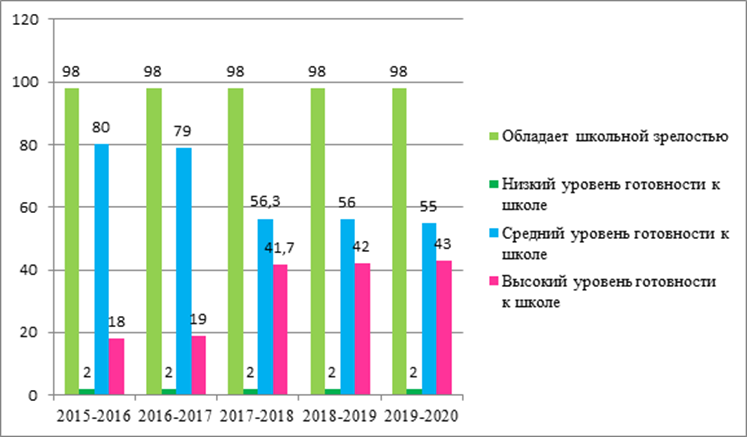 120
100
80
60
40
20
0
98 98 98 98 98
80 79 56,3 56 55
18 19 41,7 42 43
2 2 2 2 2
2015-2016 2016-2017 2017-2018 2018-2019 2019-2020
Обладает школьной зрелостью
Низкий уровень готовности к
школе
Средний уровень готовности к
школе
Высокий уровень готовности
к школе